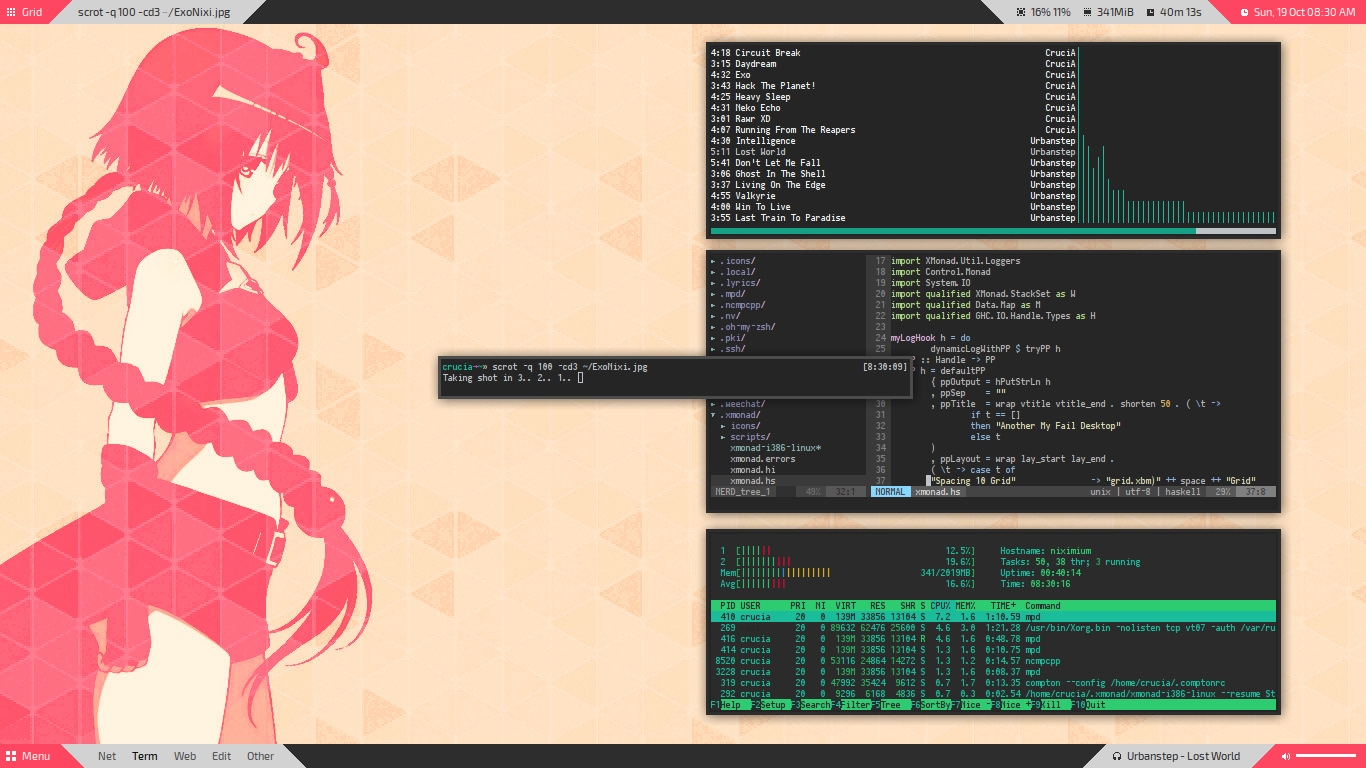 Grid scrot -q 100 -cd3 ~/ExoNixi.jpg 16% 11% 341MiB 40m 13s Sun, 19 Oct 08:30 AM
4:18 Circuit Break CruciA
3:15 Daydream CruciA
4:32 Exo CruciA
3:43 Hack The Planet! CruciA
4:25 Heavy Sleep CruciA
4:31 Neko Echo CruciA
3:01 Rawr XD CruciA
4:07 Running From The Reapers CruciA
4:30 Intelligence Urbanstep
5:11 Lost World Urbanstep
5:41 Don't Let Me Fall Urbanstep
3:06 Ghost In The Shell Urbanstep
3:37 Living On The Edge Urbanstep
4:55 Valkyrie Urbanstep
4:00 Win To Live Urbanstep
3:55 Last Train To Paradise Urbanstep
▸ .icons/
▸ .local/
▸ .lyrics/
▸ .mpd/
▸ .ncmpcpp/
▸ .nv/
▸ .oh-my-zsh/
▸ .pki/
▸ .ssh/
.weechat/
▾ .xmonad/
▸ icons/
▸ scripts/
xmonad-i386-linux*
xmonad.errors
xmonad.hi
xmonad.hs
NERD_tree_1 48% 32:1
17 import XMonad.Util.Loggers
18 import Control.Monad
19 import System.IO
20 import qualified XMonad.StackSet as W
21 import qualified Data.Map as M
22 import qualified GHC.IO.Handle.Types as H
23
24 myLogHook h = do
25 dynamicLogWithPP $ tryPP h
P :: Handle -> PP
P h = defaultPP
{ ppOutput = hPutStrLn h
, ppSep = ""
30 , ppTitle = wrap vtitle vtitle_end . shorten 50 . ( \t ->
31 if t == []
32 then "Another My Fail Desktop"
33 else t
34 )
35 , ppLayout = wrap lay_start lay_end .
36 ( \t -> case t of
37 "Spacing 10 Grid" -> "grid.xbm)" ++ space ++ "Grid"
NORMAL xmonad.hs unix | utf-8 | haskell 29% 37:8
crucia~~» scrot -q 100 -cd3 ~/ExoNixi.jpg [8:30:09]
Taking shot in 3.. 2.. 1..
1 [||||||| 12.5%] Hostname: niximium
2 [|||||||||| 19.6%] Tasks: 50, 38 thr; 3 running
Mem[|||||||||||||||||| 341/2019MB] Uptime: 00:40:14
Avg[||||||||| 16.6%] Time: 08:30:16
PID USER PRI NI VIRT RES SHR S CPU% MEM% TIME+ Command
410 crucia 20 0 139M 33856 13104 S 7.2 1.6 1:10.59 mpd
269 20 0 89632 62476 25600 S 4.6 3.0 1:21.28 /usr/bin/Xorg.bin -nolisten tcp vt07 -auth /var/ru
416 crucia 20 0 139M 33856 13104 R 4.6 1.6 0:48.78 mpd
414 crucia 20 0 139M 33856 13104 S 1.3 1.6 0:10.75 mpd
8520 crucia 20 0 53116 24864 14272 S 1.3 1.2 0:14.57 ncmpcpp
3228 crucia 20 0 139M 33856 13104 S 1.3 1.6 0:08.37 mpd
319 crucia 20 0 47992 35424 9612 S 0.7 1.7 0:13.35 compton --config /home/crucia/.comptonrc
292 crucia 20 0 9296 6168 4836 S 0.7 0.3 0:02.54 /home/crucia/.xmonad/xmonad-i386-linux --resume St
F1Help F2Setup F3Search F4Filter F5Tree F6SortBy F7Nice - F8Nice + F9Kill F10Quit
Menu Net Term Web Edit Other Urbanstep - Lost World